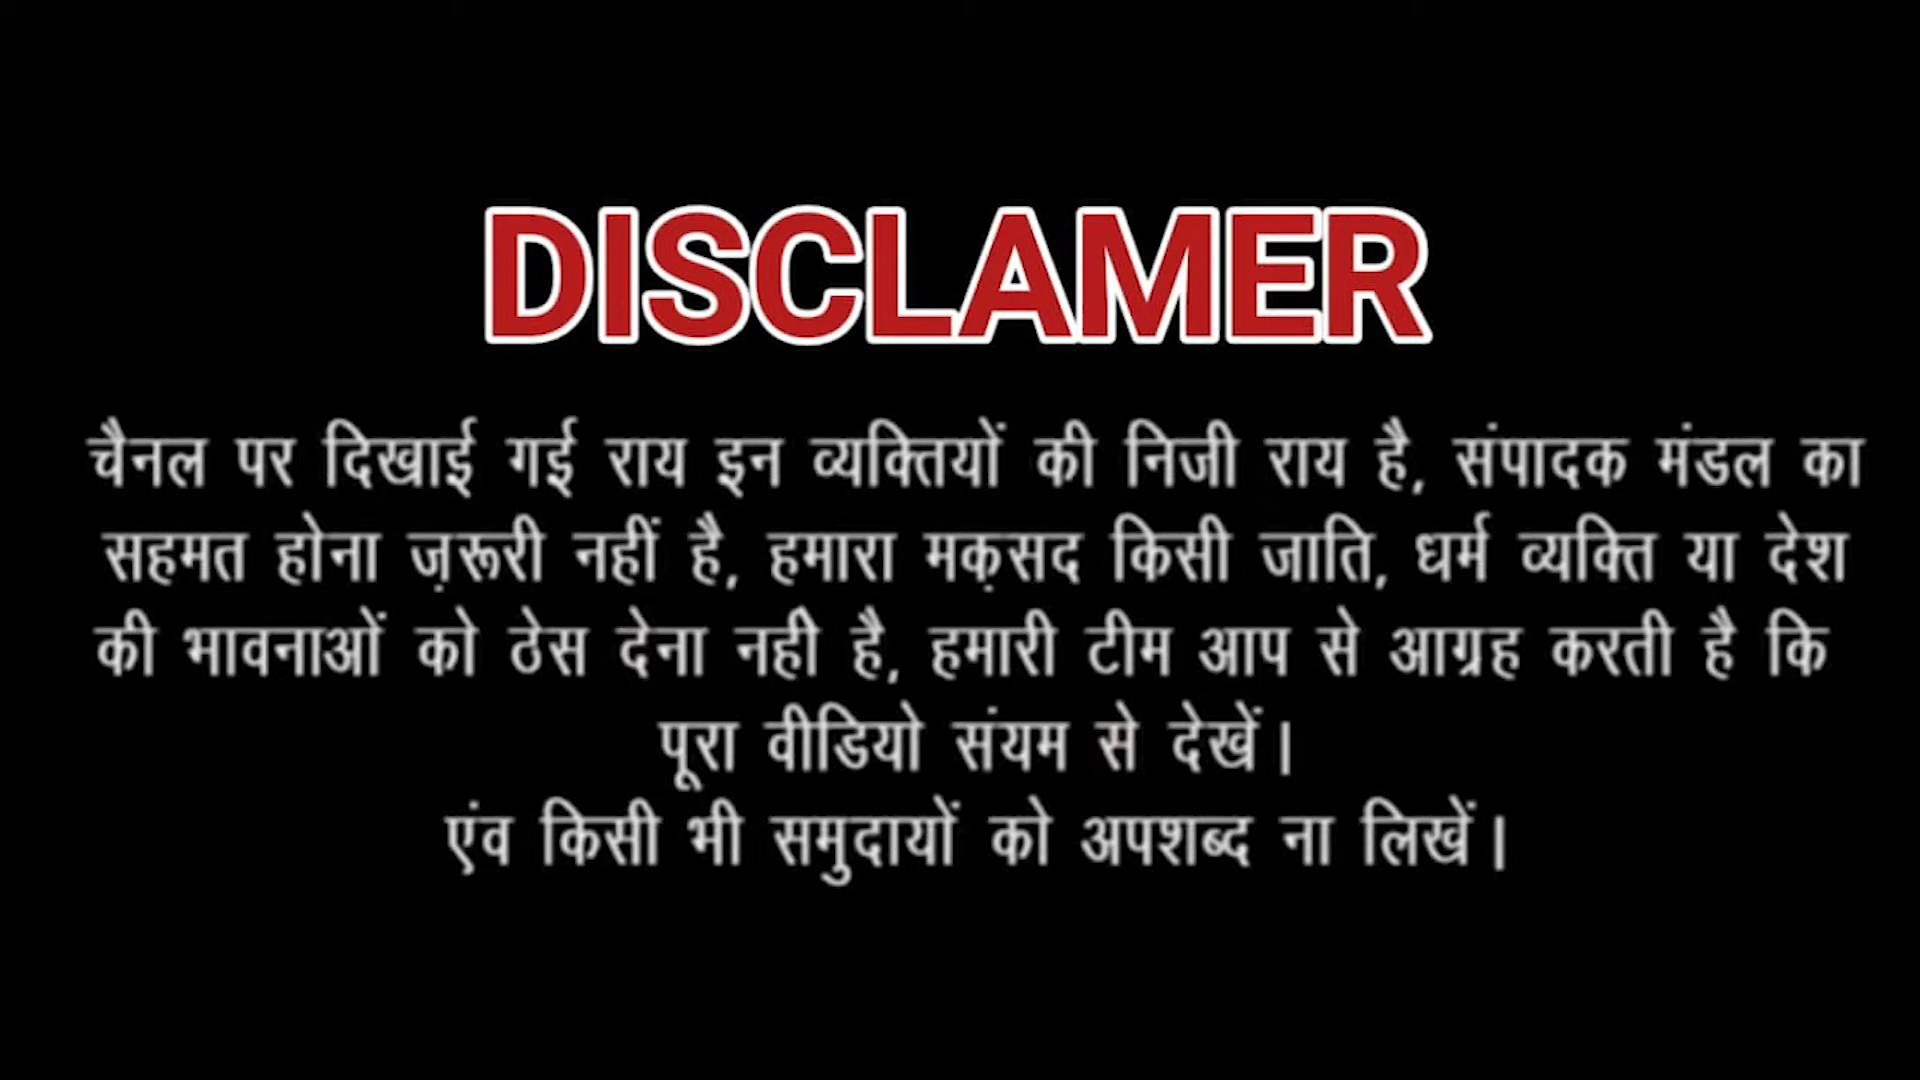 DISCLAMER
चैनल पर दिखाई गई राय इन व्यक्तियों की निजी राय है, संपादक मंडल का
सहमत होना ज़रूरी नहीं है, हमारा मक़सद किसी जाति, धर्म व्यक्ति या देश
की भावनाओं को ठेस देना नही है, हमारी टीम आप से आग्रह करती है कि
पूरा वीडियो संयम से देखें।
एंव किसी भी समुदायों को अपशब्द ना लिखें।